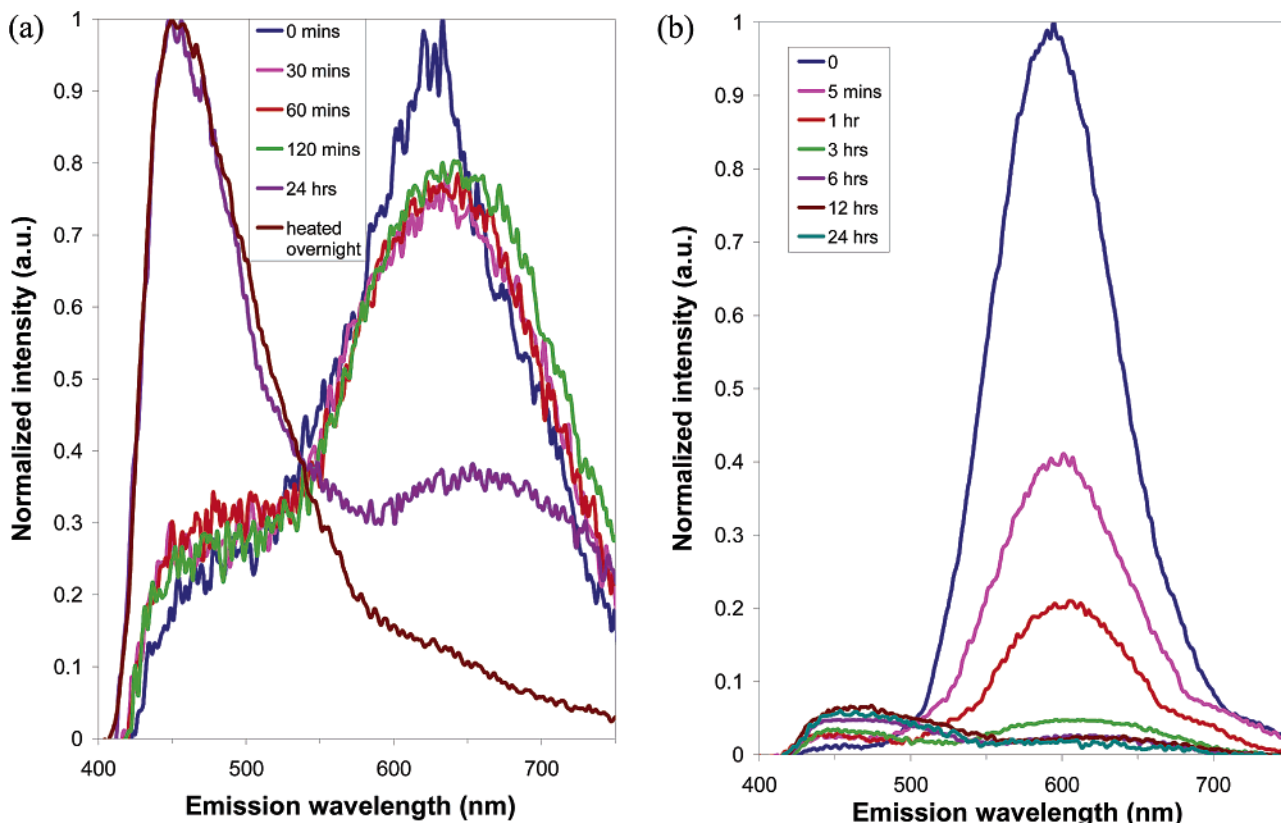 (a)
1
0.9
0.8
0.7
0.6
0.5
0.4
0.3
0.2
0.1
0
400
500
600
700
Normalized intensity (a.u.)
Emission wavelength (nm)
0 mins
30 mins
60 mins
120 mins
24 hrs
heated
overnight
(b)
1
0.9
0.8
0.7
0.6
0.5
0.4
0.3
0.2
0.1
0
400
500
600
700
Normalized intensity (a.u.)
Emission wavelength (nm)
0
5 mins
1 hr
3 hrs
6 hrs
12 hrs
24 hrs